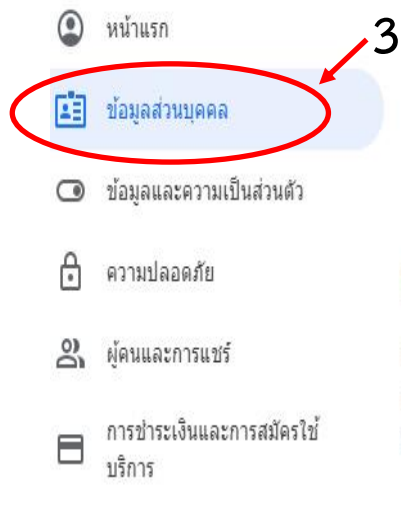 หน้าแรก
3
ข้อมูลส่วนบุคคล
ข้อมูลและความเป็นส่วนตัว
ความปลอดภัย
ผู้คนและการแชร์
การชำระเงินและการสมัครใช้
บริการ